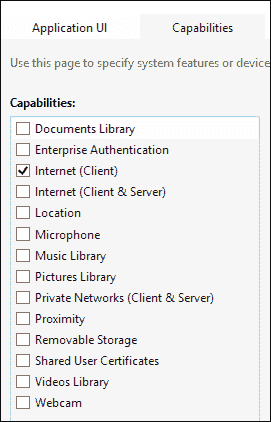 Application UI Capabilities
Use this page to specify system features or device
Capabilities:
Documents Library
Enterprise Authentication
Internet (Client)
Internet (Client & Server)
Location
Microphone
Music Library
Pictures Library
Private Networks (Client & Server)
Proximity
Removable Storage
Shared User Certificates
Videos Library
Webcam